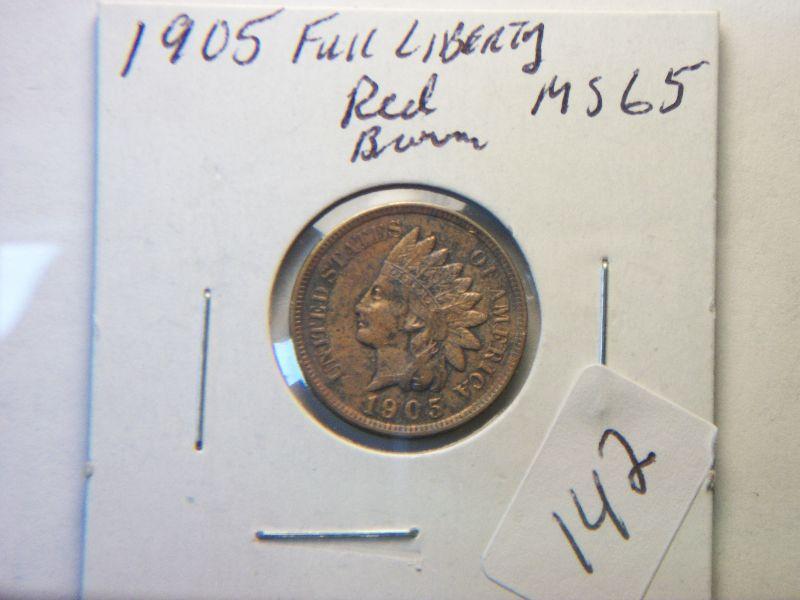 1905 Full LIBERTy
Red MS65
Brown
UNITED STATES OF AMERICA
1905
142